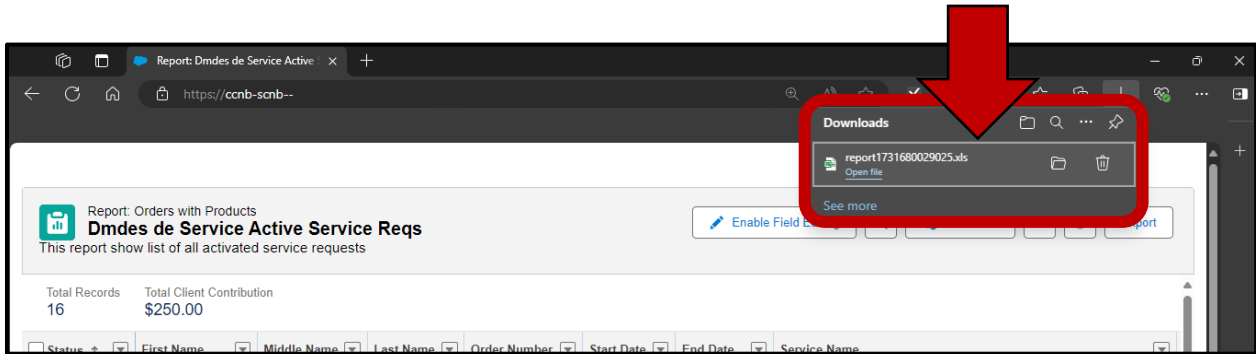 Report: Dmdes de Service Active
https://ccnb-scnb--
Downloads
report1731680029025.xls
Open file
See more
Report: Orders with Products
Dmdes de Service Active Service Reqs
This report show list of all activated service requests
Enable Field
Total Records Total Client Contribution
16 $250.00
Status First Name Middle Name Last Name Order Number Start Date End Date Service Name